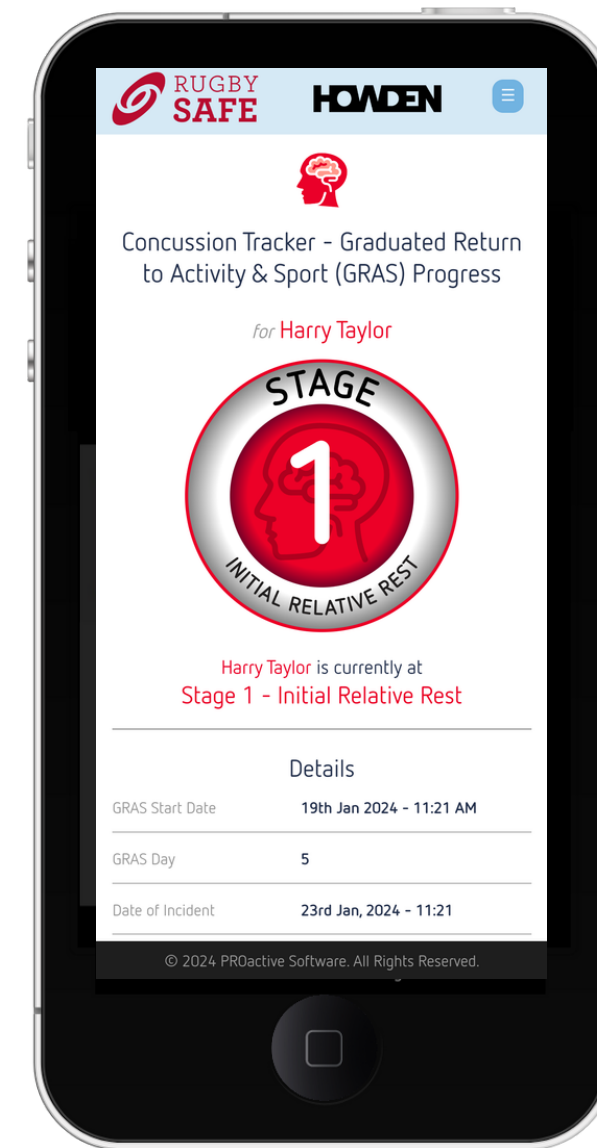 RUGBY
SAFE
HOWDEN
Concussion Tracker - Graduated Return
to Activity & Sport (GRAS) Progress
for Harry Taylor
STAGE
1
INITIAL RELATIVE REST
Harry Taylor is currently at
Stage 1 - Initial Relative Rest
Details
GRAS Start Date 19th Jan 2024 - 11:21 AM
GRAS Day 5
Date of Incident 23rd Jan, 2024 - 11:21
© 2024 PROactive Software. All Rights Reserved.